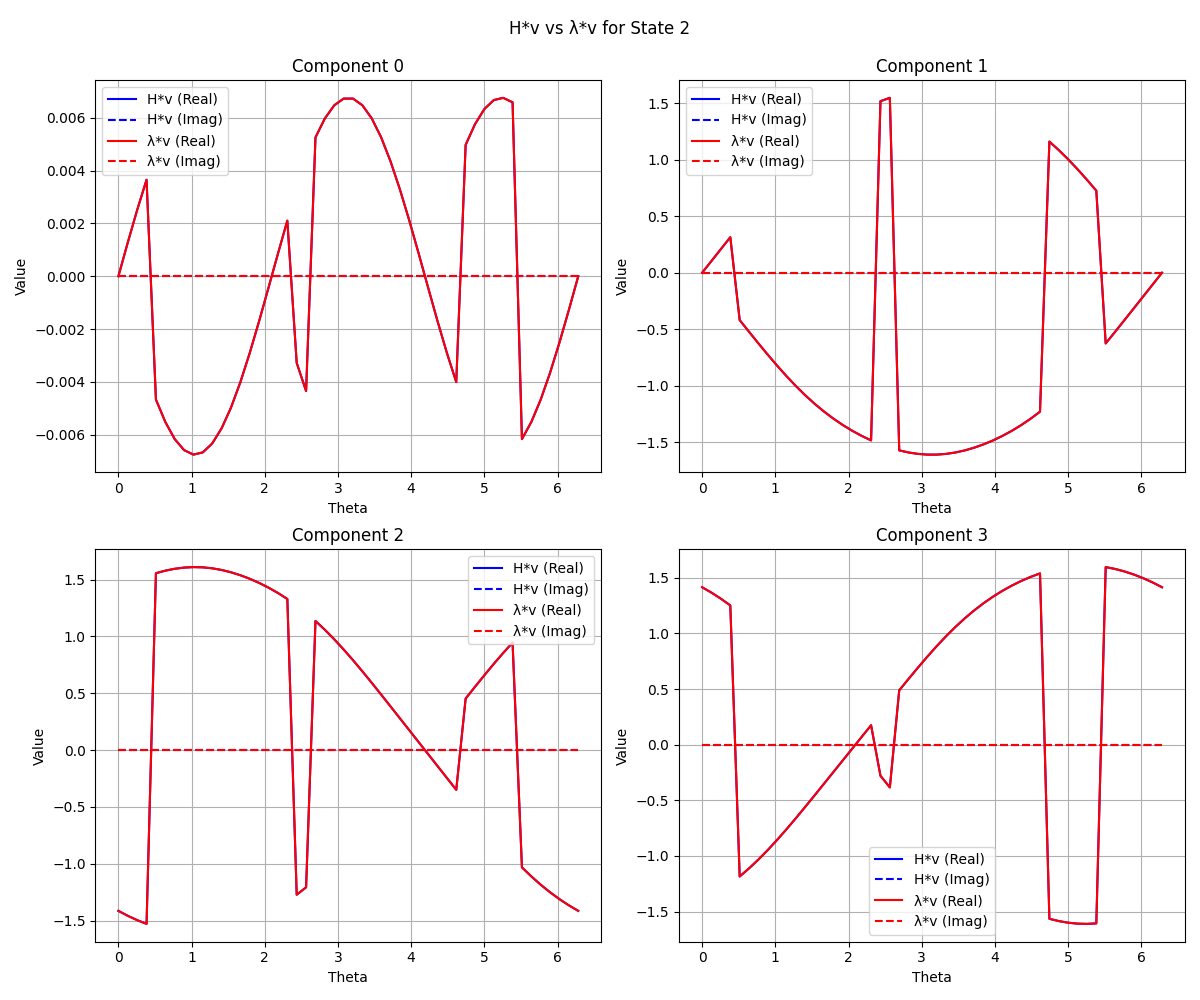 H*v vs λ*v for State 2
Component 0
H*v (Real)
H*v (Imag)
λ*v (Real)
λ*v (Imag)
0.006
0.004
0.002
0.000
−0.002
−0.004
−0.006
Value
0 1 2 3 4 5 6
Theta
Component 1
H*v (Real)
H*v (Imag)
λ*v (Real)
λ*v (Imag)
1.5
1.0
0.5
0.0
−0.5
−1.0
−1.5
Value
0 1 2 3 4 5 6
Theta
Component 2
H*v (Real)
H*v (Imag)
λ*v (Real)
λ*v (Imag)
1.5
1.0
0.5
0.0
−0.5
−1.0
−1.5
Value
0 1 2 3 4 5 6
Theta
Component 3
1.5
1.0
0.5
0.0
−0.5
−1.0
−1.5
Value
H*v (Real)
H*v (Imag)
λ*v (Real)
λ*v (Imag)
0 1 2 3 4 5 6
Theta